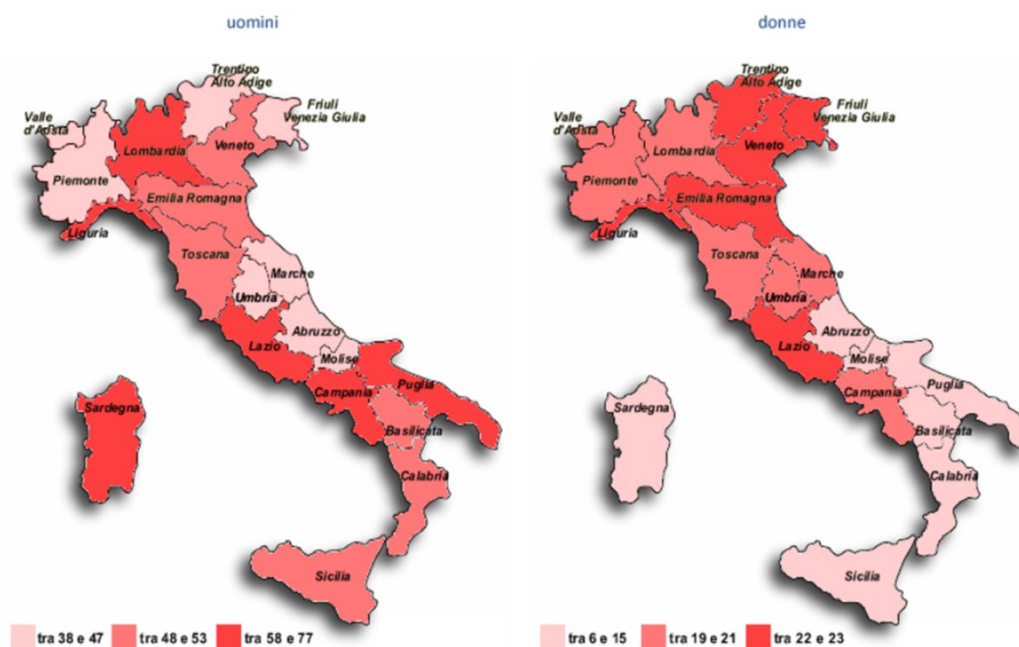 uomini
Trentino
Alto Adige
Friuli
Venezia Giulia
Valle
d'Aosta
Lombardia
Veneto
Piemonte
Emilia Romagna
Liguria
Toscana
Marche
Umbria
Abruzzo
Lazio
Molise
Campania
Puglia
Basilicata
Sardegna
Calabria
Sicilia
tra 38 e 47
tra 48 e 53
tra 58 e 77
donne
Trentino
Alto Adige
Friuli
Venezia Giulia
Valle
d'Aosta
Lombardia
Veneto
Piemonte
Emilia Romagna
Liguria
Toscana
Marche
Umbria
Abruzzo
Lazio
Molise
Campania
Puglia
Basilicata
Sardegna
Calabria
Sicilia
tra 6 e 15
tra 19 e 21
tra 22 e 23